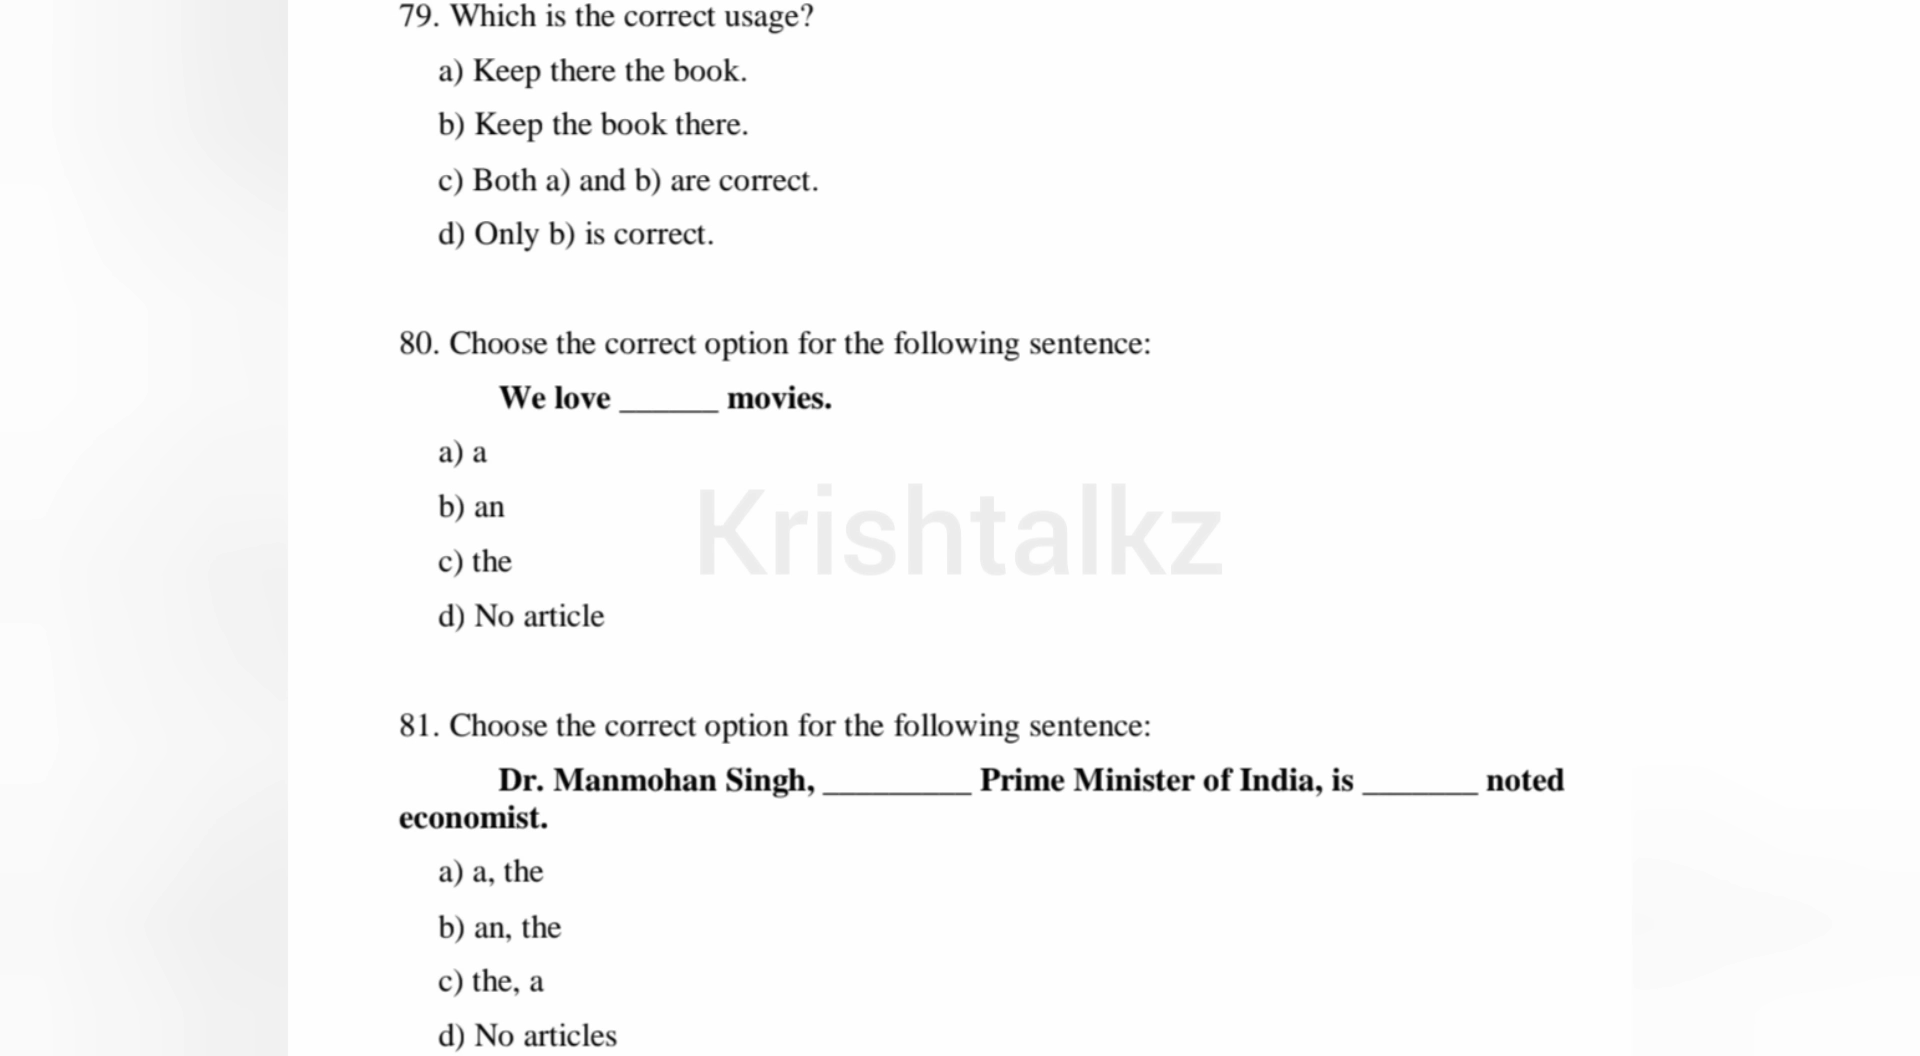 79. Which is the correct usage?
a) Keep there the book.
b) Keep the book there.
c) Both a) and b) are correct.
d) Only b) is correct.
80. Choose the correct option for the following sentence:
We love ______ movies.
a) a
b) an
c) the
d) No article
Krishtalkz
81. Choose the correct option for the following sentence:
Dr. Manmohan Singh, _________ Prime Minister of India, is _______ noted
economist.
a) a, the
b) an, the
c) the, a
d) No articles